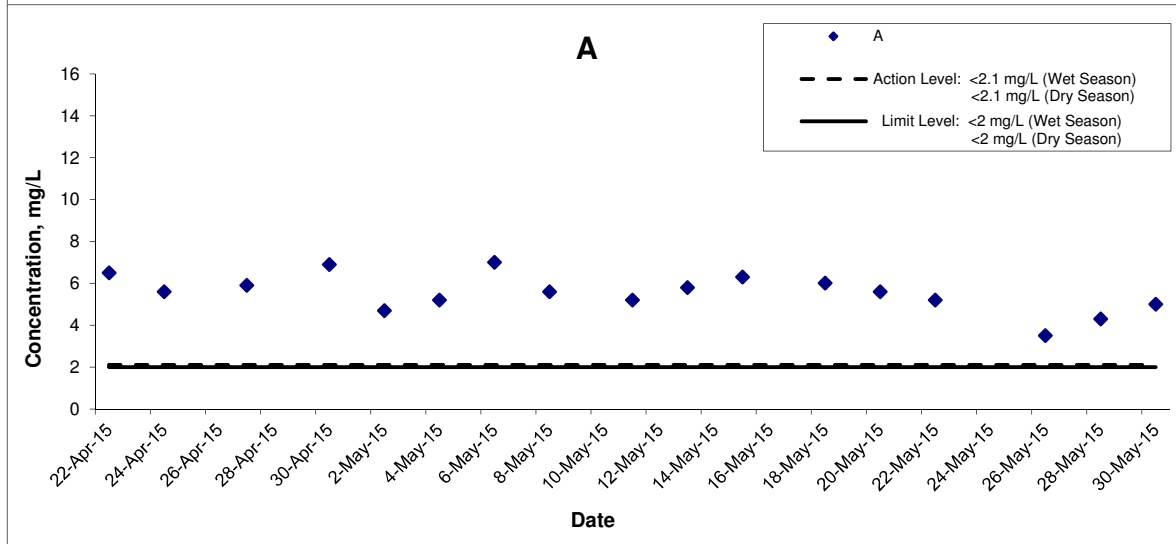 A
A
Action Level: <2.1 mg/L (Wet Season)
<2.1 mg/L (Dry Season)
Limit Level: <2 mg/L (Wet Season)
<2 mg/L (Dry Season)
Concentration, mg/L
16
14
12
10
8
6
4
2
0
22-Apr-15
24-Apr-15
26-Apr-15
28-Apr-15
30-Apr-15
2-May-15
4-May-15
6-May-15
8-May-15
10-May-15
12-May-15
14-May-15
16-May-15
18-May-15
20-May-15
22-May-15
24-May-15
26-May-15
28-May-15
30-May-15
Date